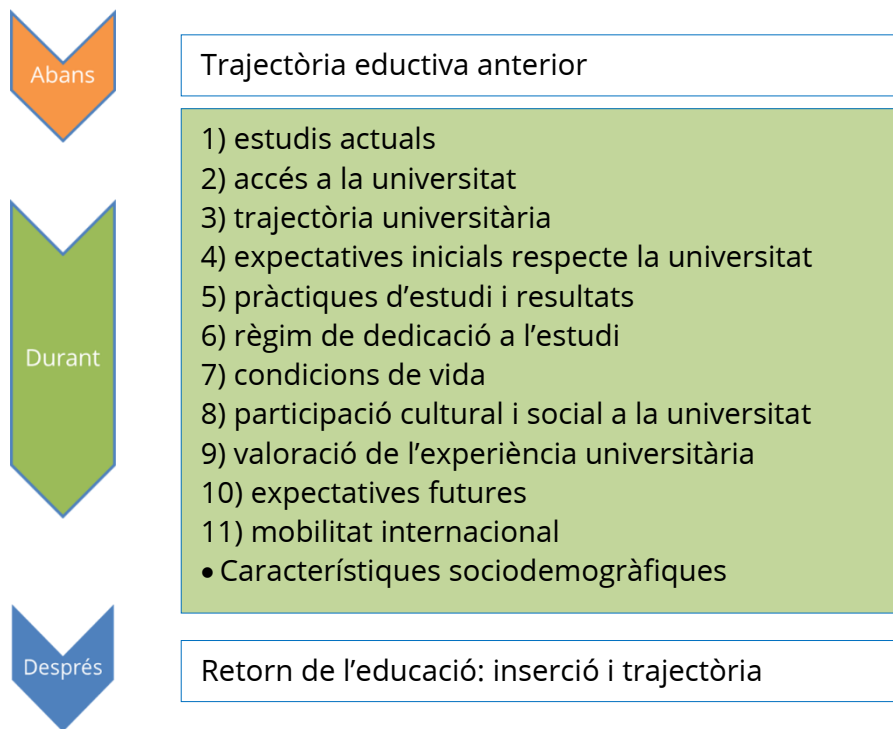 Abans
Trajectòria eductiva anterior
Durant
1) estudis actuals
2) accés a la universitat
3) trajectòria universitària
4) expectatives inicials respecte la universitat
5) pràctiques d’estudi i resultats
6) règim de dedicació a l’estudi
7) condicions de vida
8) participació cultural i social a la universitat
9) valoració de l’experiència universitària
10) expectatives futures
11) mobilitat internacional
• Característiques sociodemogràfiques
Després
Retorn de l’educació: inserció i trajectòria